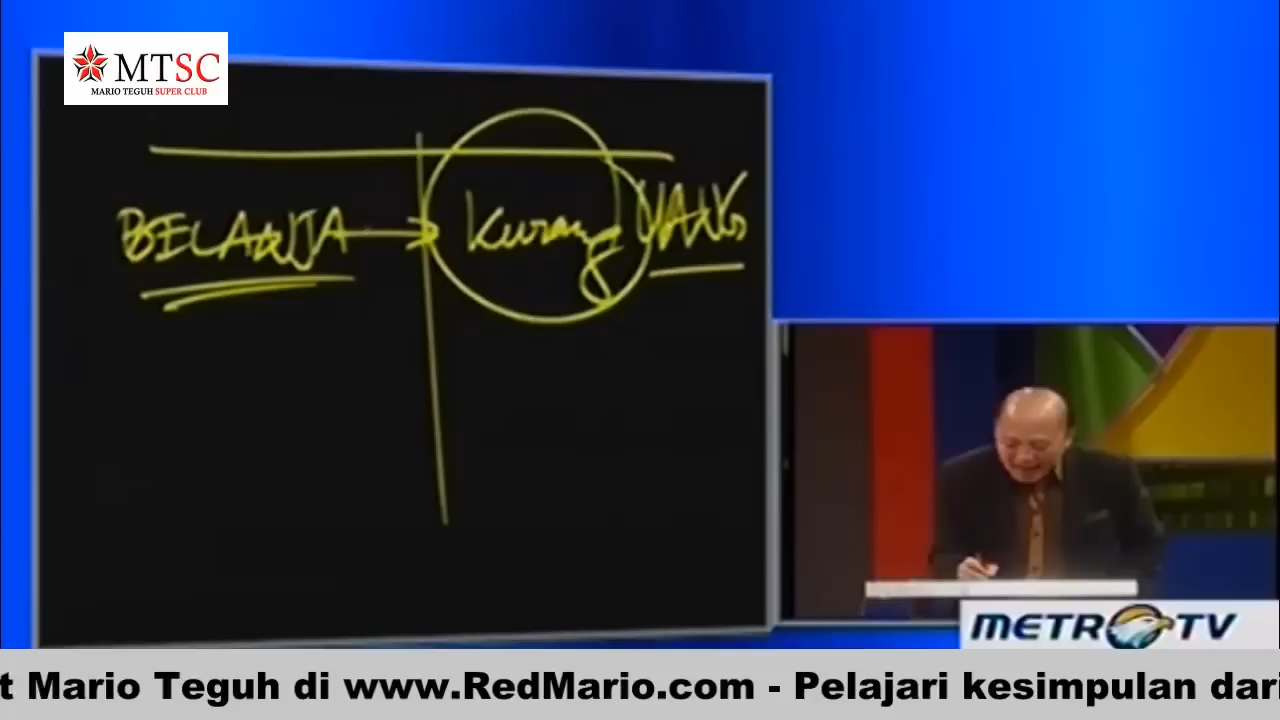 MTSC
MARIO TEGUH SUPER CLUB
BELANJA Kurang UANG
METRO TV
t Mario Teguh di www.RedMario.com - Pelajari kesimpulan dari